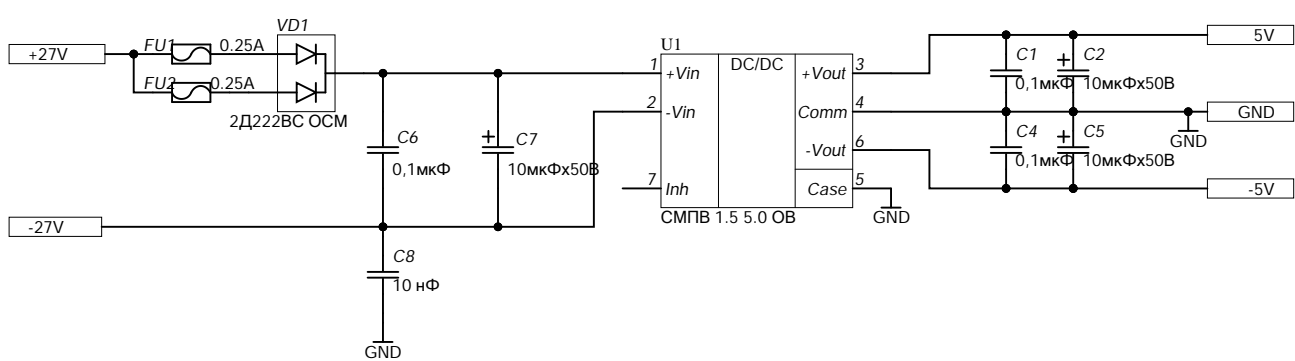 VD1
FU1 0.25A
+27V
FU2 0.25A
2Д222ВС ОСМ
C6
0,1мкФ
+
C7
10мкФх50В
-27V
C8
10 нФ
GND
U1
DC/DC
1 +Vin
2 -Vin
7 Inh
+Vout 3
Comm 4
-Vout 6
Case 5
СМПВ 1.5 5.0 ОВ
GND
C1
0,1мкФ
+
C2
10мкФх50В
C4
0,1мкФ
+
C5
10мкФх50В
5V
GND
GND
-5V